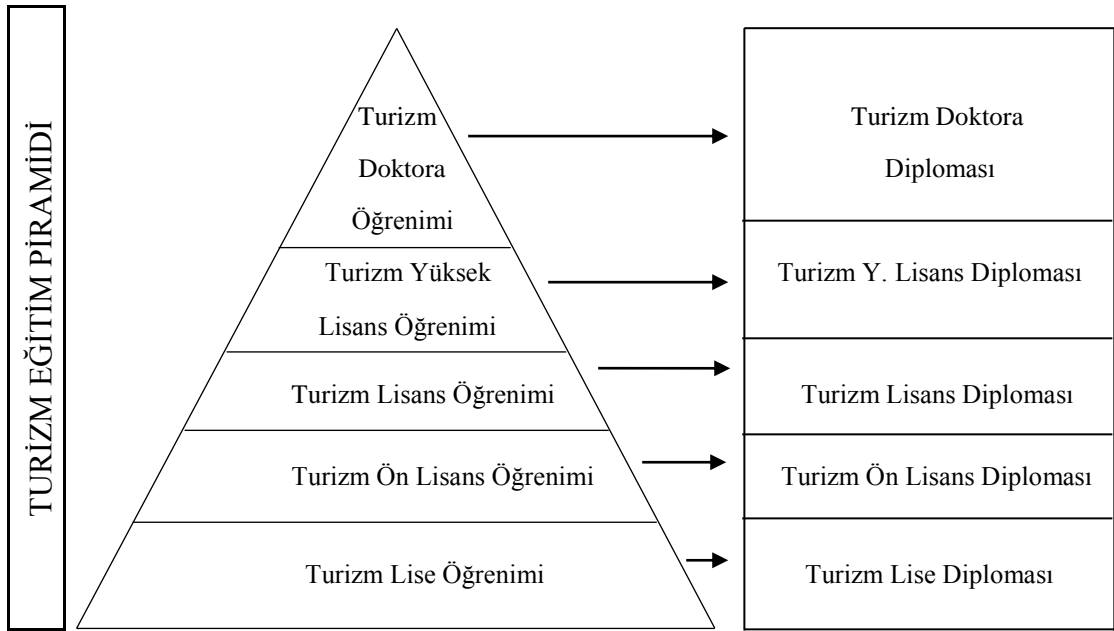 TURİZM EĞİTİM PİRAMİDİ
Turizm
Doktora
Öğrenimi
Turizm Doktora
Diploması
Turizm Yüksek
Lisans Öğrenimi
Turizm Y. Lisans Diploması
Turizm Lisans Öğrenimi
Turizm Lisans Diploması
Turizm Ön Lisans Öğrenimi
Turizm Ön Lisans Diploması
Turizm Lise Öğrenimi
Turizm Lise Diploması